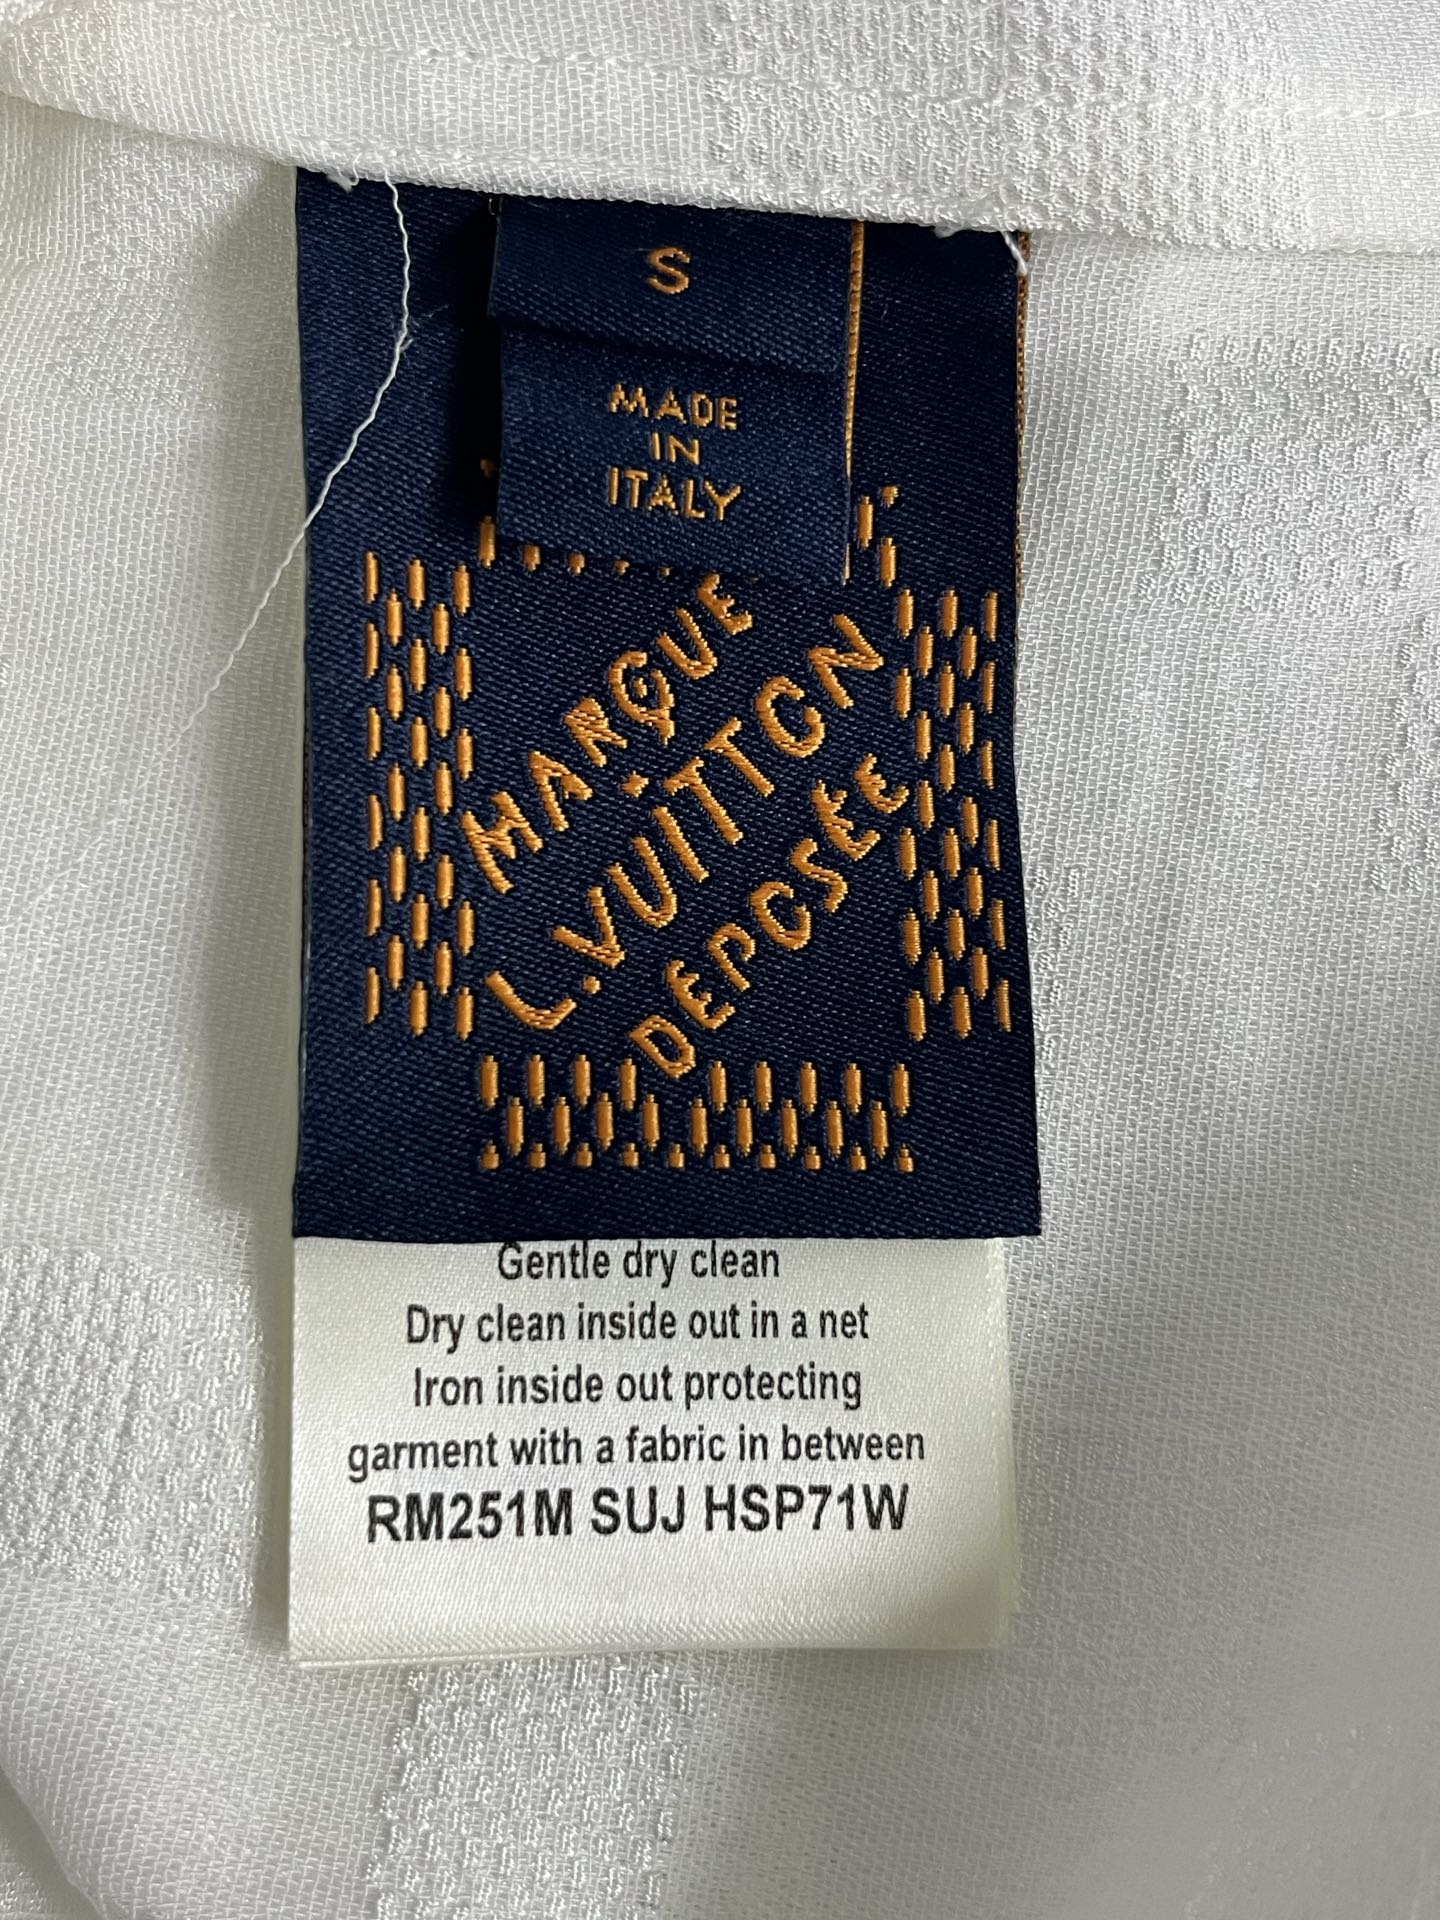 S
MADE
IN
ITALY
MARQUE
L.VUITTON
DEPOSÉE
Gentle dry clean
Dry clean inside out in a net
Iron inside out protecting
garment with a fabric in between
RM251M SUJ HSP71W